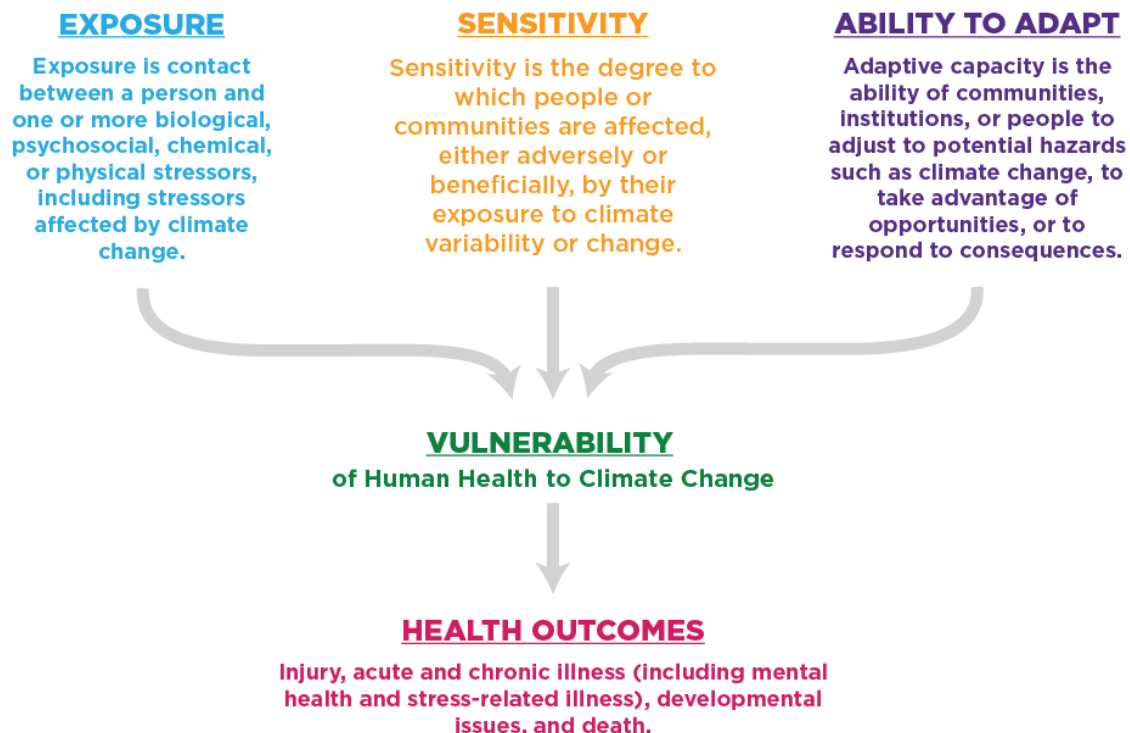 EXPOSURE
Exposure is contact
between a person and
one or more biological,
psychosocial, chemical,
or physical stressors,
including stressors
affected by climate
change.
SENSITIVITY
Sensitivity is the degree to
which people or
communities are affected,
either adversely or
beneficially, by their
exposure to climate
variability or change.
ABILITY TO ADAPT
Adaptive capacity is the
ability of communities,
institutions, or people to
adjust to potential hazards
such as climate change, to
take advantage of
opportunities, or to
respond to consequences.
VULNERABILITY
of Human Health to Climate Change
HEALTH OUTCOMES
Injury, acute and chronic illness (including mental
health and stress-related illness), developmental
issues, and death.